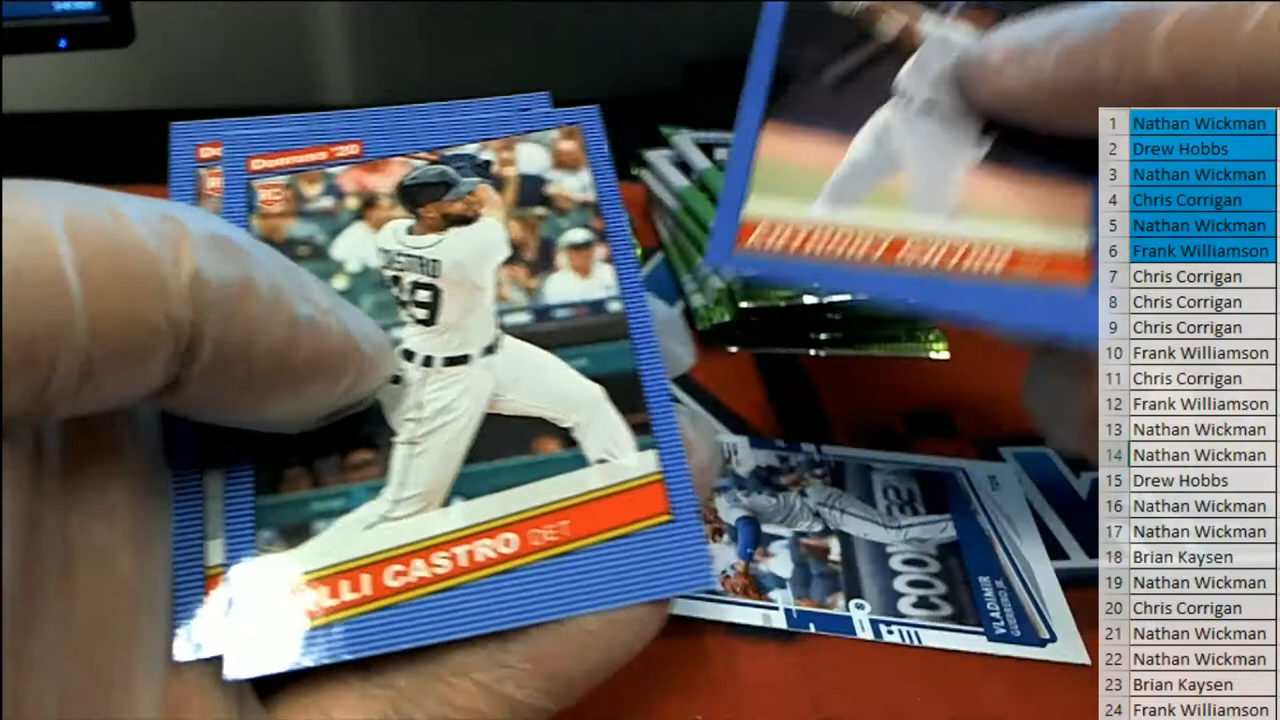 Donruss '20
RC
CASTRO
49
LLI CASTRO DET
VLADIMIR
GUERRERO JR.
1 Nathan Wickman
2 Drew Hobbs
3 Nathan Wickman
4 Chris Corrigan
5 Nathan Wickman
6 Frank Williamson
7 Chris Corrigan
8 Chris Corrigan
9 Chris Corrigan
10 Frank Williamson
11 Chris Corrigan
12 Frank Williamson
13 Nathan Wickman
14 Nathan Wickman
15 Drew Hobbs
16 Nathan Wickman
17 Nathan Wickman
18 Brian Kaysen
19 Nathan Wickman
20 Chris Corrigan
21 Nathan Wickman
22 Nathan Wickman
23 Brian Kaysen
24 Frank Williamson